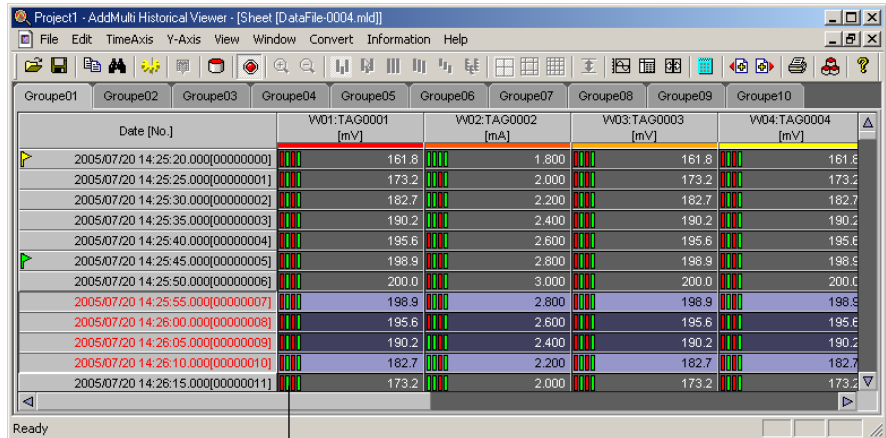 Project1 - AddMulti Historical Viewer - [Sheet [DataFile-0004.mld]]
File Edit TimeAxis Y-Axis View Window Convert Information Help
Groupe01 Groupe02 Groupe03 Groupe04 Groupe05 Groupe06 Groupe07 Groupe08 Groupe09 Groupe10
Date [No.] W01:TAG0001 [mV] W02:TAG0002 [mA] W03:TAG0003 [mV] W04:TAG0004 [mV]
2005/07/20 14:25:20.000[00000000] 161.8 1.800 161.8 161.8
2005/07/20 14:25:25.000[00000001] 173.2 2.000 173.2 173.2
2005/07/20 14:25:30.000[00000002] 182.7 2.200 182.7 182.7
2005/07/20 14:25:35.000[00000003] 190.2 2.400 190.2 190.2
2005/07/20 14:25:40.000[00000004] 195.6 2.600 195.6 195.6
2005/07/20 14:25:45.000[00000005] 198.9 2.800 198.9 198.9
2005/07/20 14:25:50.000[00000006] 200.0 3.000 200.0 200.0
2005/07/20 14:25:55.000[00000007] 198.9 2.800 198.9 198.9
2005/07/20 14:26:00.000[00000008] 195.6 2.600 195.6 195.6
2005/07/20 14:26:05.000[00000009] 190.2 2.400 190.2 190.2
2005/07/20 14:26:10.000[00000010] 182.7 2.200 182.7 182.7
2005/07/20 14:26:15.000[00000011] 173.2 2.000 173.2 173.2
Ready